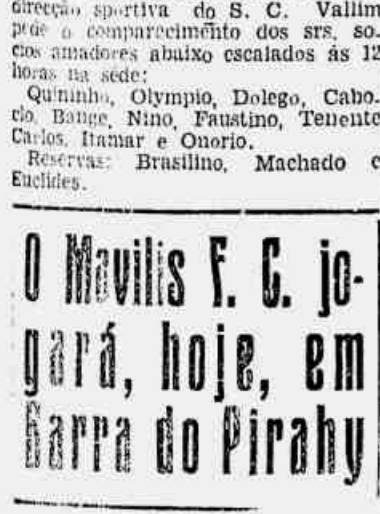 direcção sportiva do S. C. Vallim
pede o comparecimento dos srs. so-
cios amadores abaixo escalados ás 12
horas na séde:
Quininho, Olympio, Dolego, Cabo-
clo, Bange, Nino, Faustino, Tenente
Carlos, Itamar e Onorio.
Reservas: Brasilino, Machado e
Euclides.
O Mavilis F. C. jo-
gará, hoje, em
Barra do Pirahy